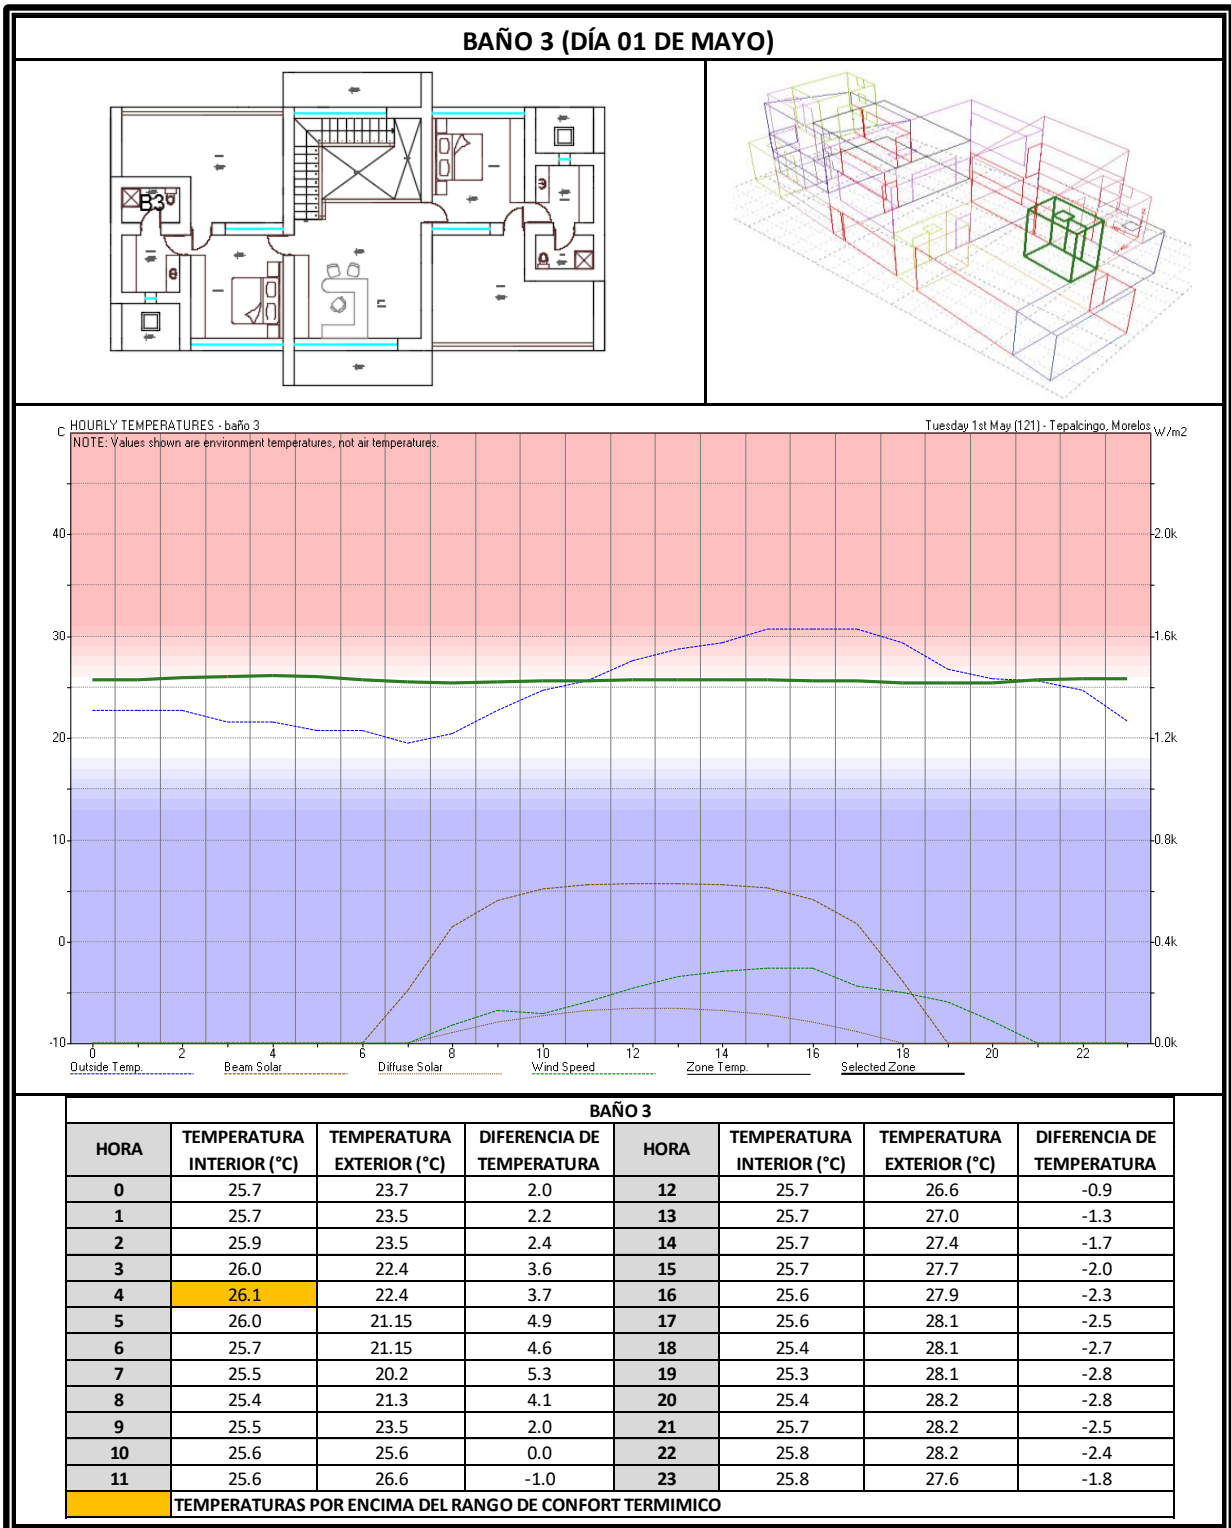 BAÑO 3 (DÍA 01 DE MAYO)
B3
HOURLY TEMPERATURES - baño 3 Tuesday 1st May (121) - Tepalcingo, Morelos
C W/m2
NOTE: Values shown are environment temperatures, not air temperatures.
40 2.0k
30 1.6k
20 1.2k
10 0.8k
0 0.4k
-10 0.0k
0 2 4 6 8 10 12 14 16 18 20 22
Outside Temp. Beam Solar Diffuse Solar Wind Speed Zone Temp. Selected Zone
BAÑO 3
HORA TEMPERATURA INTERIOR (°C) TEMPERATURA EXTERIOR (°C) DIFERENCIA DE TEMPERATURA HORA TEMPERATURA INTERIOR (°C) TEMPERATURA EXTERIOR (°C) DIFERENCIA DE TEMPERATURA
0 25.7 23.7 2.0 12 25.7 26.6 -0.9
1 25.7 23.5 2.2 13 25.7 27.0 -1.3
2 25.9 23.5 2.4 14 25.7 27.4 -1.7
3 26.0 22.4 3.6 15 25.7 27.7 -2.0
4 26.1 22.4 3.7 16 25.6 27.9 -2.3
5 26.0 21.15 4.9 17 25.6 28.1 -2.5
6 25.7 21.15 4.6 18 25.4 28.1 -2.7
7 25.5 20.2 5.3 19 25.3 28.1 -2.8
8 25.4 21.3 4.1 20 25.4 28.2 -2.8
9 25.5 23.5 2.0 21 25.7 28.2 -2.5
10 25.6 25.6 0.0 22 25.8 28.2 -2.4
11 25.6 26.6 -1.0 23 25.8 27.6 -1.8
TEMPERATURAS POR ENCIMA DEL RANGO DE CONFORT TERMIMICO